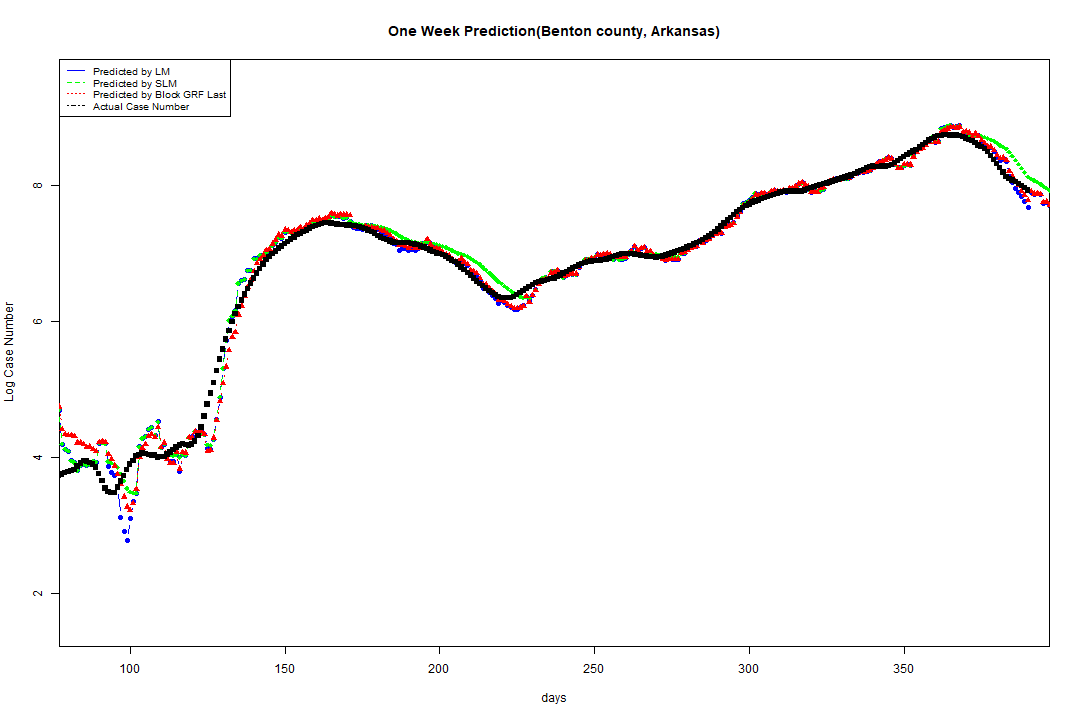 One Week Prediction(Benton county, Arkansas)
Predicted by LM
Predicted by SLM
Predicted by Block GRF Last
Actual Case Number
8
6
4
2
Log Case Number
100 150 200 250 300 350
days